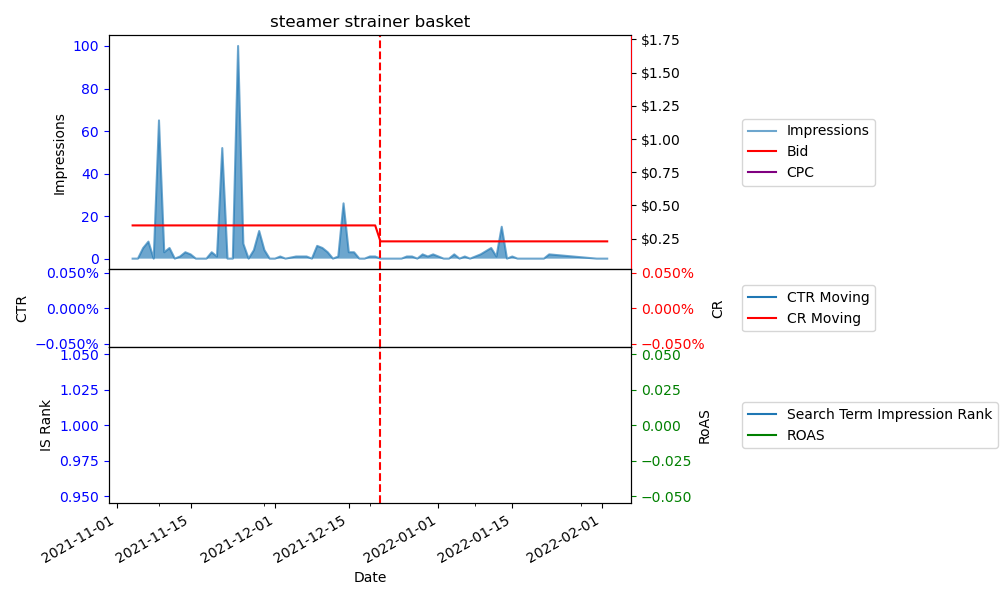 steamer strainer basket
100
80
60
40
20
0
Impressions
$1.75
$1.50
$1.25
$1.00
$0.75
$0.50
$0.25
Impressions
Bid
CPC
0.050%
0.000%
−0.050%
CTR
0.050%
0.000%
−0.050%
CR
CTR Moving
CR Moving
1.050
1.025
1.000
0.975
0.950
IS Rank
0.050
0.025
0.000
−0.025
−0.050
RoAS
Search Term Impression Rank
ROAS
2021-11-01
2021-11-15
2021-12-01
2021-12-15
2022-01-01
2022-01-15
2022-02-01
Date